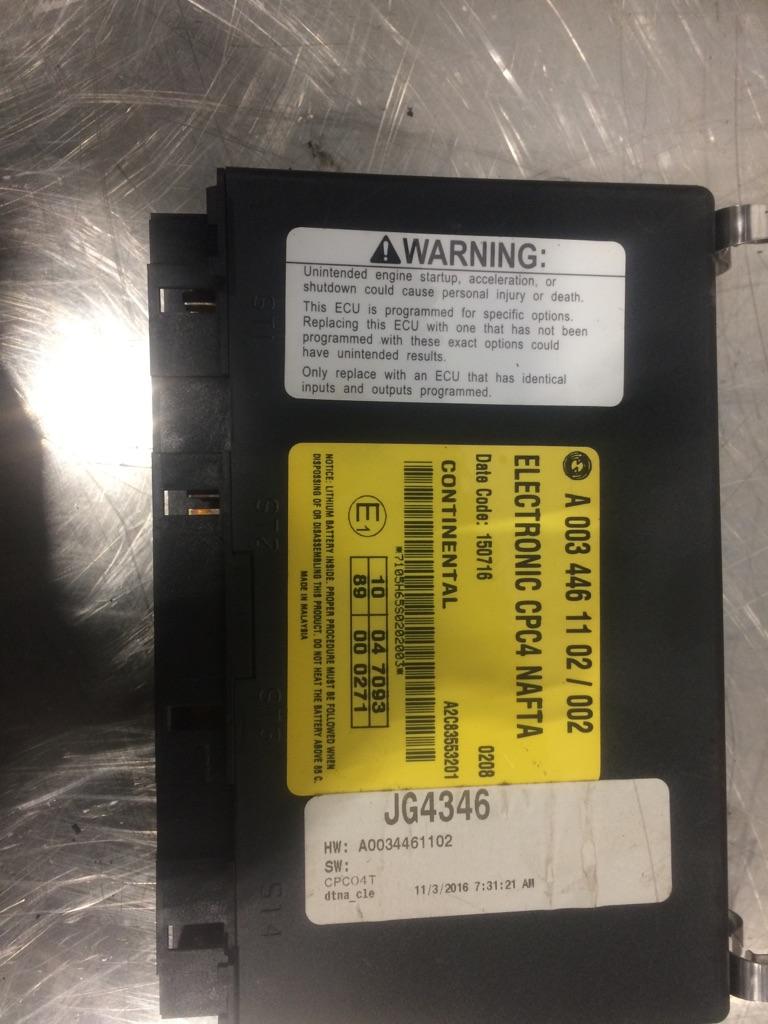 WARNING:
Unintended engine startup, acceleration, or
shutdown could cause personal injury or death.
This ECU is programmed for specific options.
Replacing this ECU with one that has not been
programmed with these exact options could
have unintended results.
Only replace with an ECU that has identical
inputs and outputs programmed.
A 003 446 11 02 / 002
ELECTRONIC CPC4 NAFTA
Date Code: 150716 0208
CONTINENTAL A2C83553201
*7105H65S0202003*
E1
10 04 7093
89 00 0271
NOTICE: LITHIUM BATTERY INSIDE. PROPER PROCEDURE MUST BE FOLLOWED WHEN
DISPOSING OF OR DISASSEMBLING THIS PRODUCT. DO NOT HEAT THE BATTERY ABOVE 85 C.
MADE IN MALAYSIA
JG4346
HW: A0034461102
SW:
CPC04T
dtna_cle 11/3/2016 7:31:21 AM